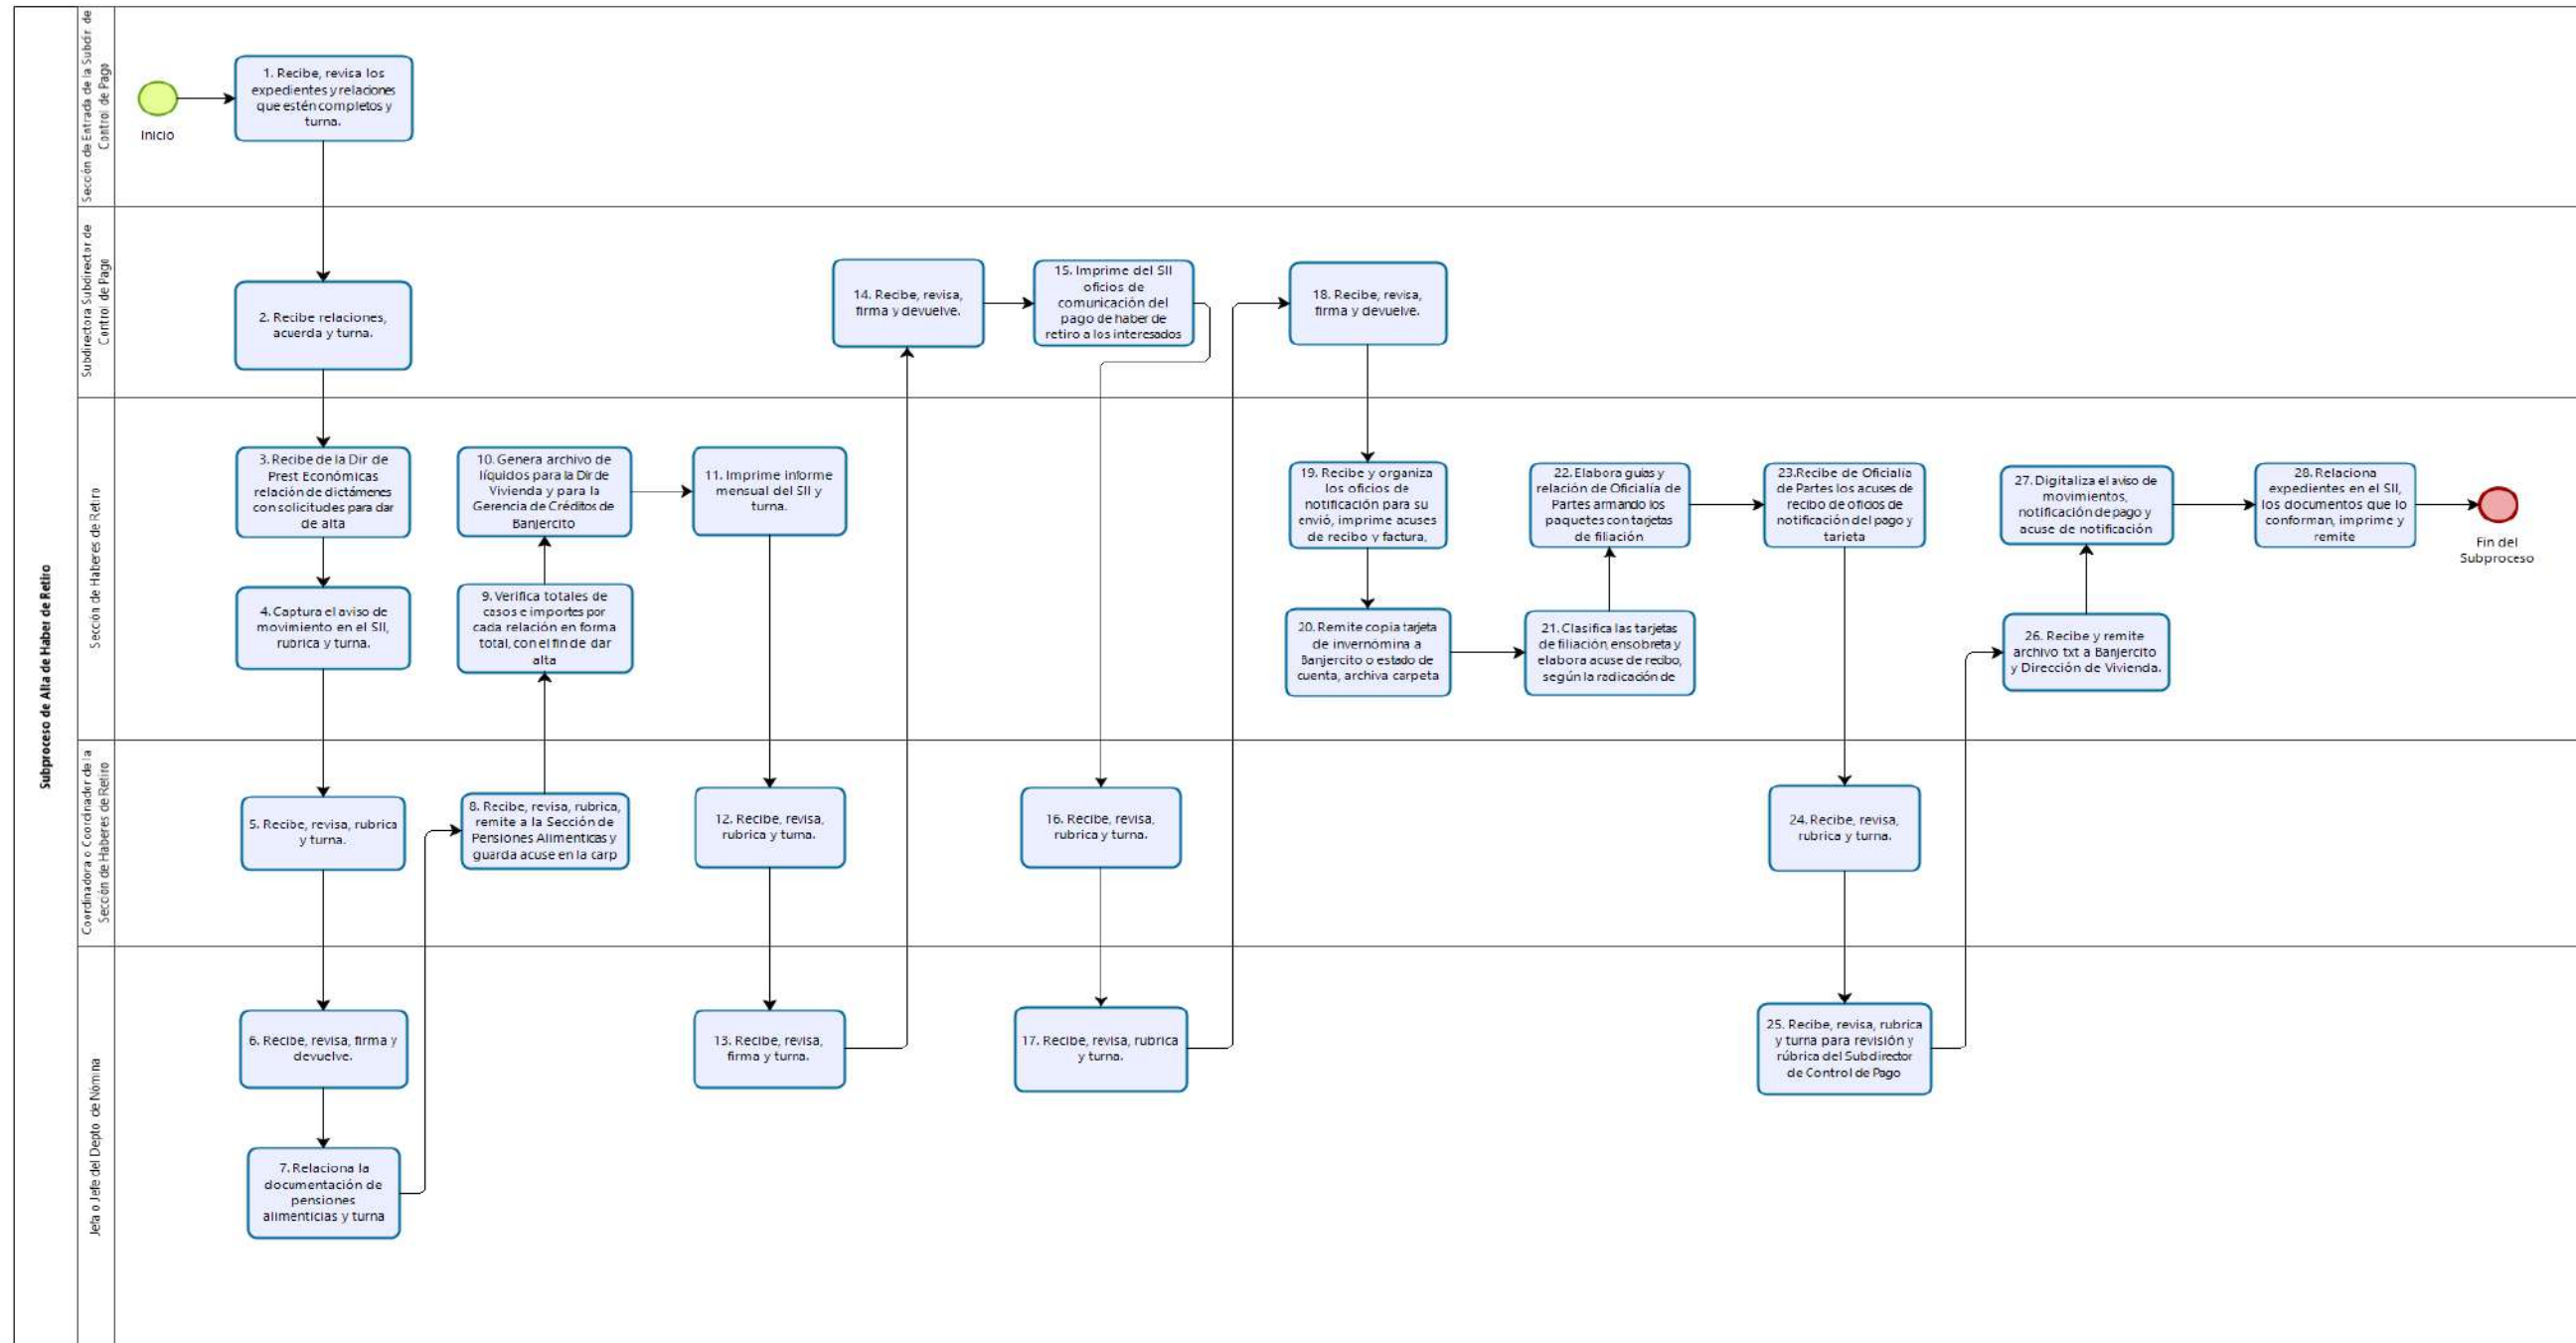 Subproceso de Alta de Haber de Retiro
Sección de Entrada de la Subdir de
Control de Pago
Inicio
1. Recibe, revisa los
expedientes y relaciones
que estén completos y
turna.
Subdirectora Subdirector de
Control de Pago
2. Recibe relaciones,
acuerda y turna.
14. Recibe, revisa,
firma y devuelve.
15. Imprime del SII
oficios de
comunicación del
pago de haber de
retiro a los interesados
18. Recibe, revisa,
firma y devuelve.
Sección de Haberes de Retiro
3. Recibe de la Dir de
Prest Económicas
relación de dictámenes
con solicitudes para dar
de alta
4. Captura el aviso de
movimiento en el SII,
rubrica y turna.
10. Genera archivo de
líquidos para la Dir de
Vivienda y para la
Gerencia de Créditos de
Banjercito
9. Verifica totales de
casos e importes por
cada relación en forma
total, con el fin de dar
alta
11. Imprime informe
mensual del SII y
turna.
19. Recibe y organiza
los oficios de
notificación para su
envió, imprime acuses
de recibo y factura,
20. Remite copia tarjeta
de invernómina a
Banjercito o estado de
cuenta, archiva carpeta
22. Elabora guías y
relación de Oficialía de
Partes armando los
paquetes con tarjetas
de filiación
21. Clasifica las tarjetas
de filiación, ensobreta y
elabora acuse de recibo,
según la radicación de
23.Recibe de Oficialía
de Partes los acuses de
recibo de oficios de
notificación del pago y
tarjeta
27. Digitaliza el aviso de
movimientos,
notificación de pago y
acuse de notificación
26. Recibe y remite
archivo txt a Banjercito
y Dirección de Vivienda.
28. Relaciona
expedientes en el SII,
los documentos que lo
conforman, imprime y
remite
Fin del
Subproceso
Coordinadora o Coordinador de la
Sección de Haberes de Retiro
5. Recibe, revisa, rubrica
y turna.
8. Recibe, revisa, rubrica,
remite a la Sección de
Pensiones Alimenticas y
guarda acuse en la carp
12. Recibe, revisa,
rubrica y turna.
16. Recibe, revisa,
rubrica y turna.
24. Recibe, revisa,
rubrica y turna.
Jefa o Jefe del Depto de Nómina
6. Recibe, revisa, firma y
devuelve.
7. Relaciona la
documentación de
pensiones
alimenticias y turna
13. Recibe, revisa,
firma y turna.
17. Recibe, revisa, rubrica
y turna.
25. Recibe, revisa, rubrica
y turna para revisión y
rúbrica del Subdirector
de Control de Pago